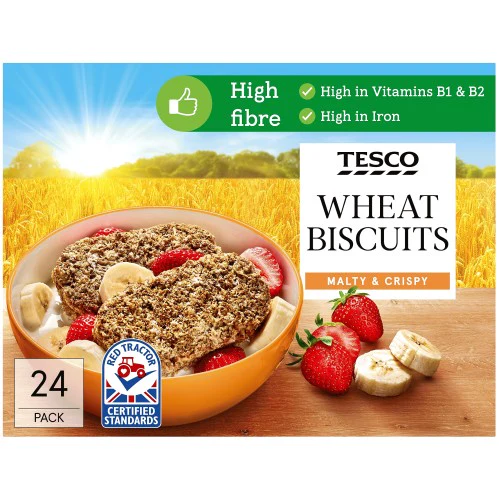 High
fibre
High in Vitamins B1 & B2
High in Iron
TESCO
WHEAT
BISCUITS
MALTY & CRISPY
24
PACK
RED TRACTOR
CERTIFIED
STANDARDS